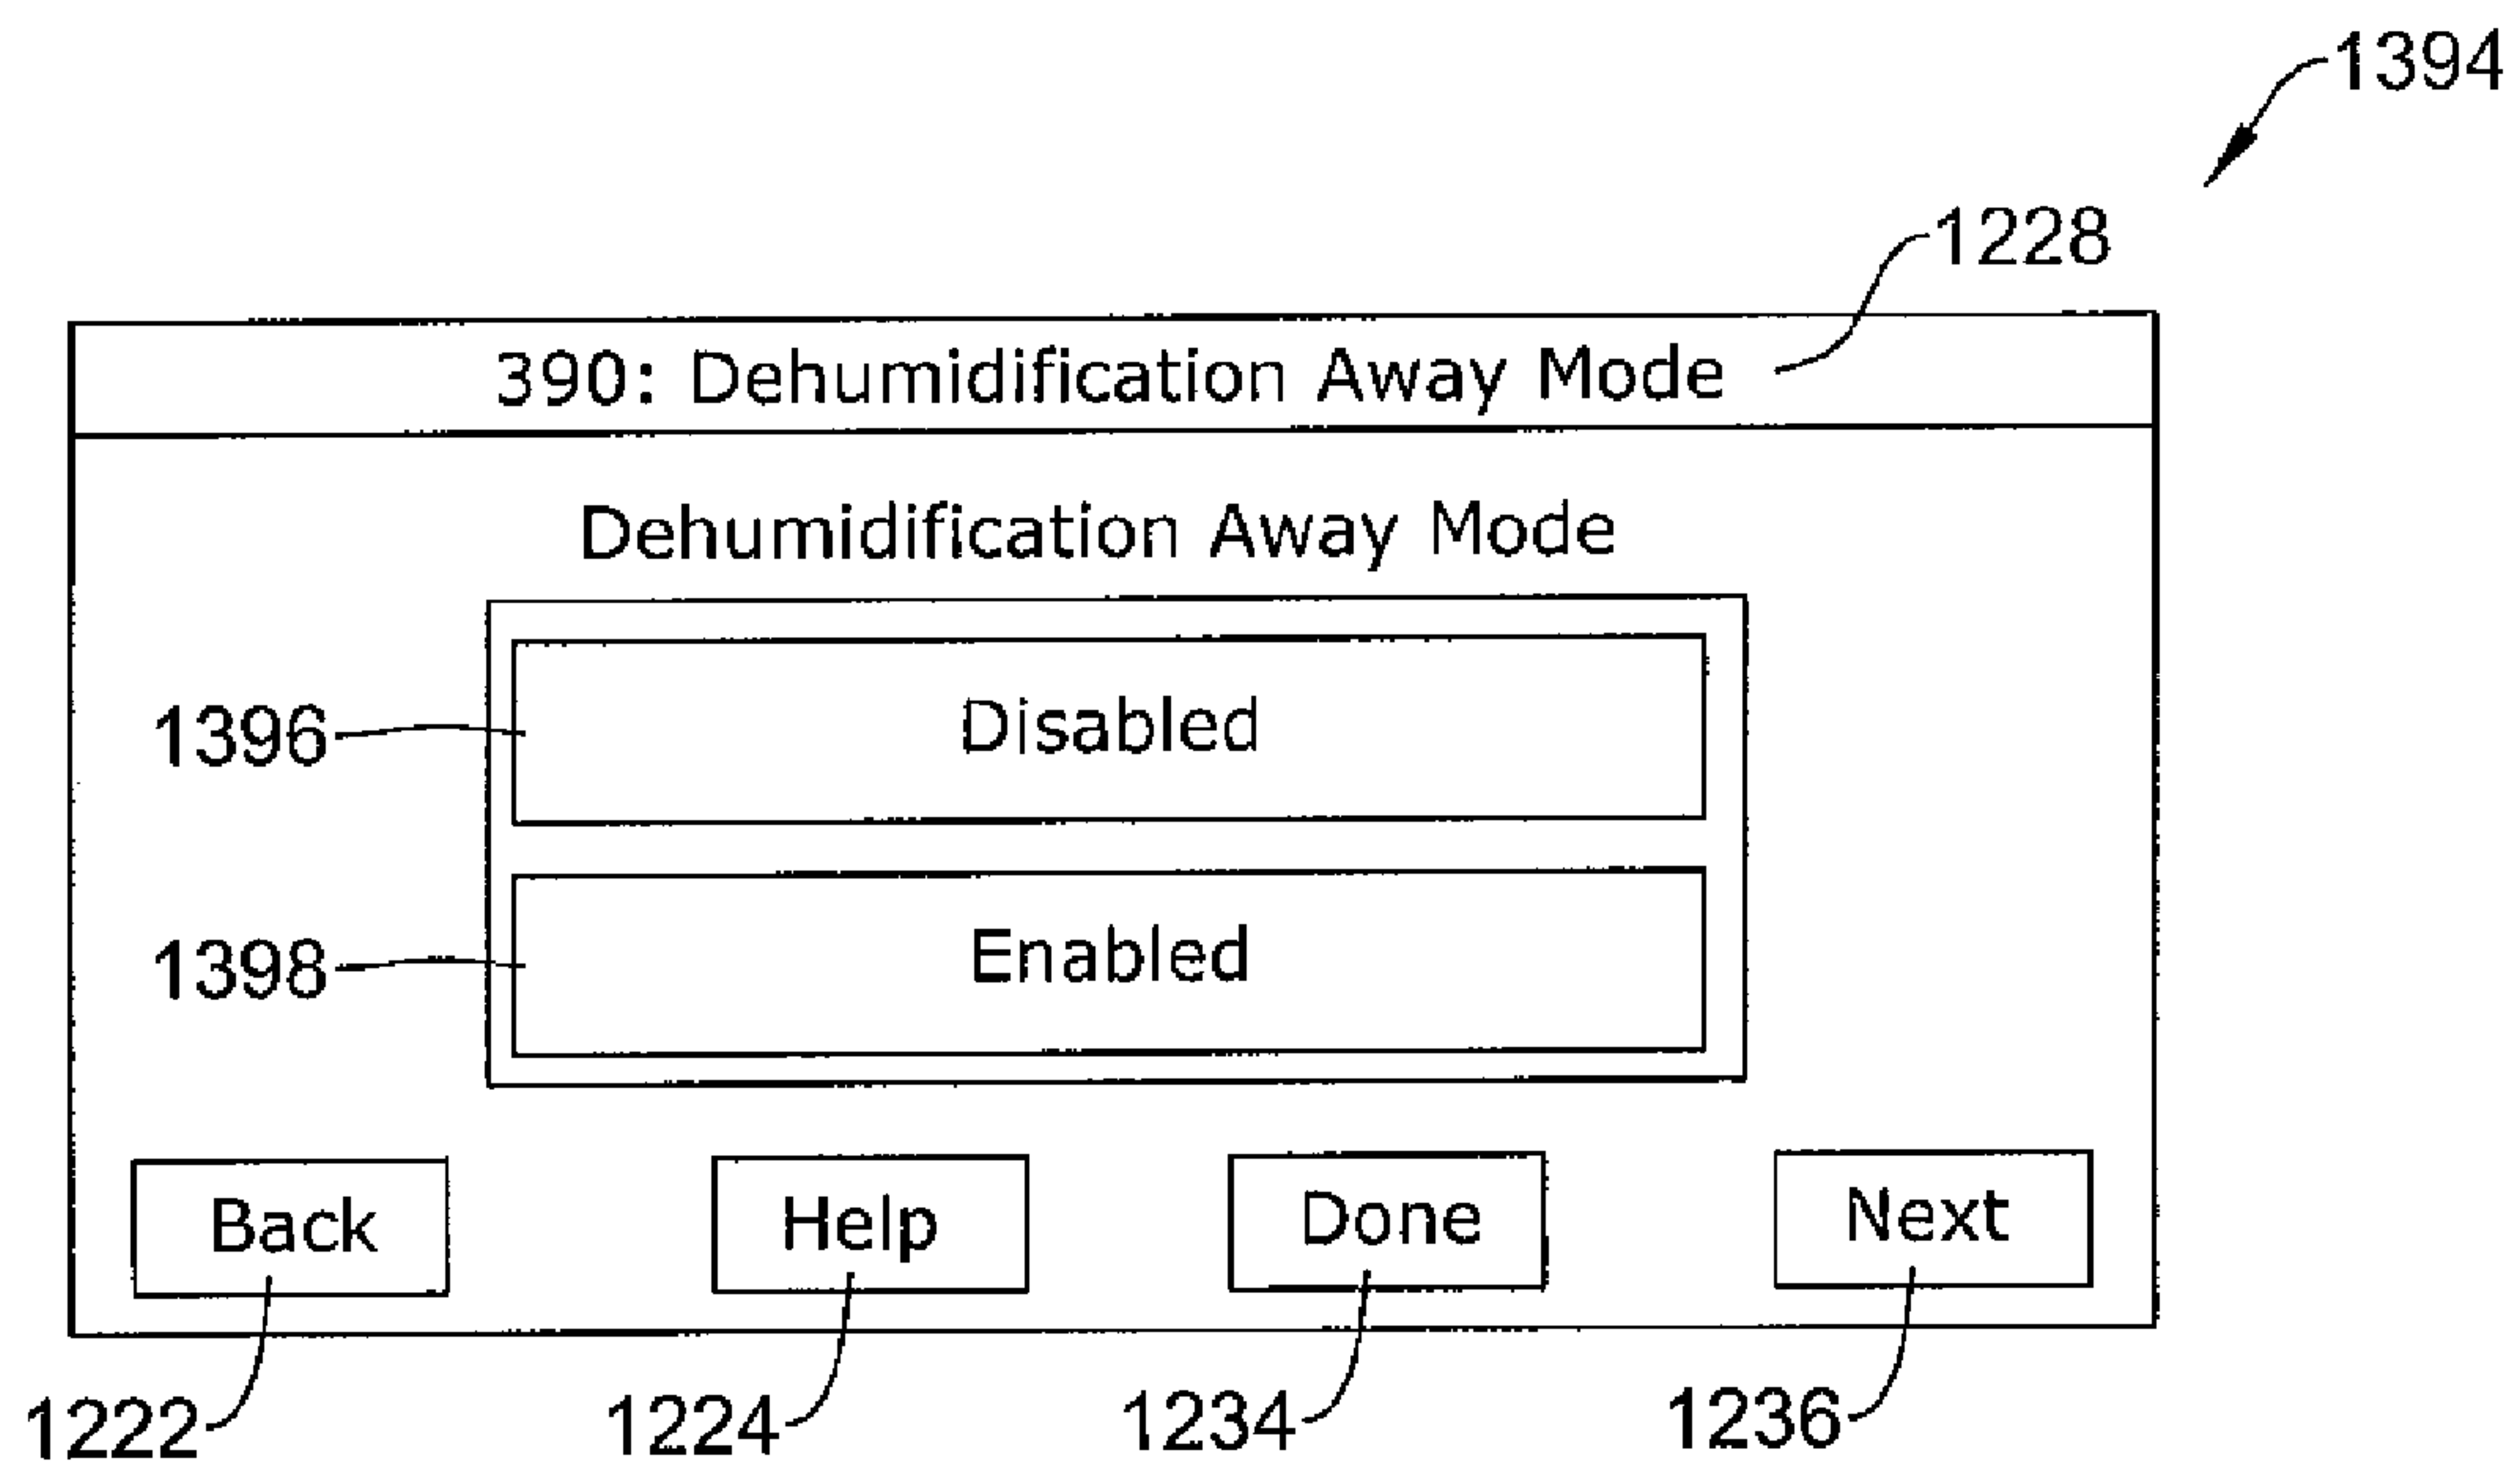 1394
1228
390: Dehumidification Away Mode
Dehumidification Away Mode
1396
Disabled
1398
Enabled
Back
Help
Done
Next
1222
1224
1234
1236